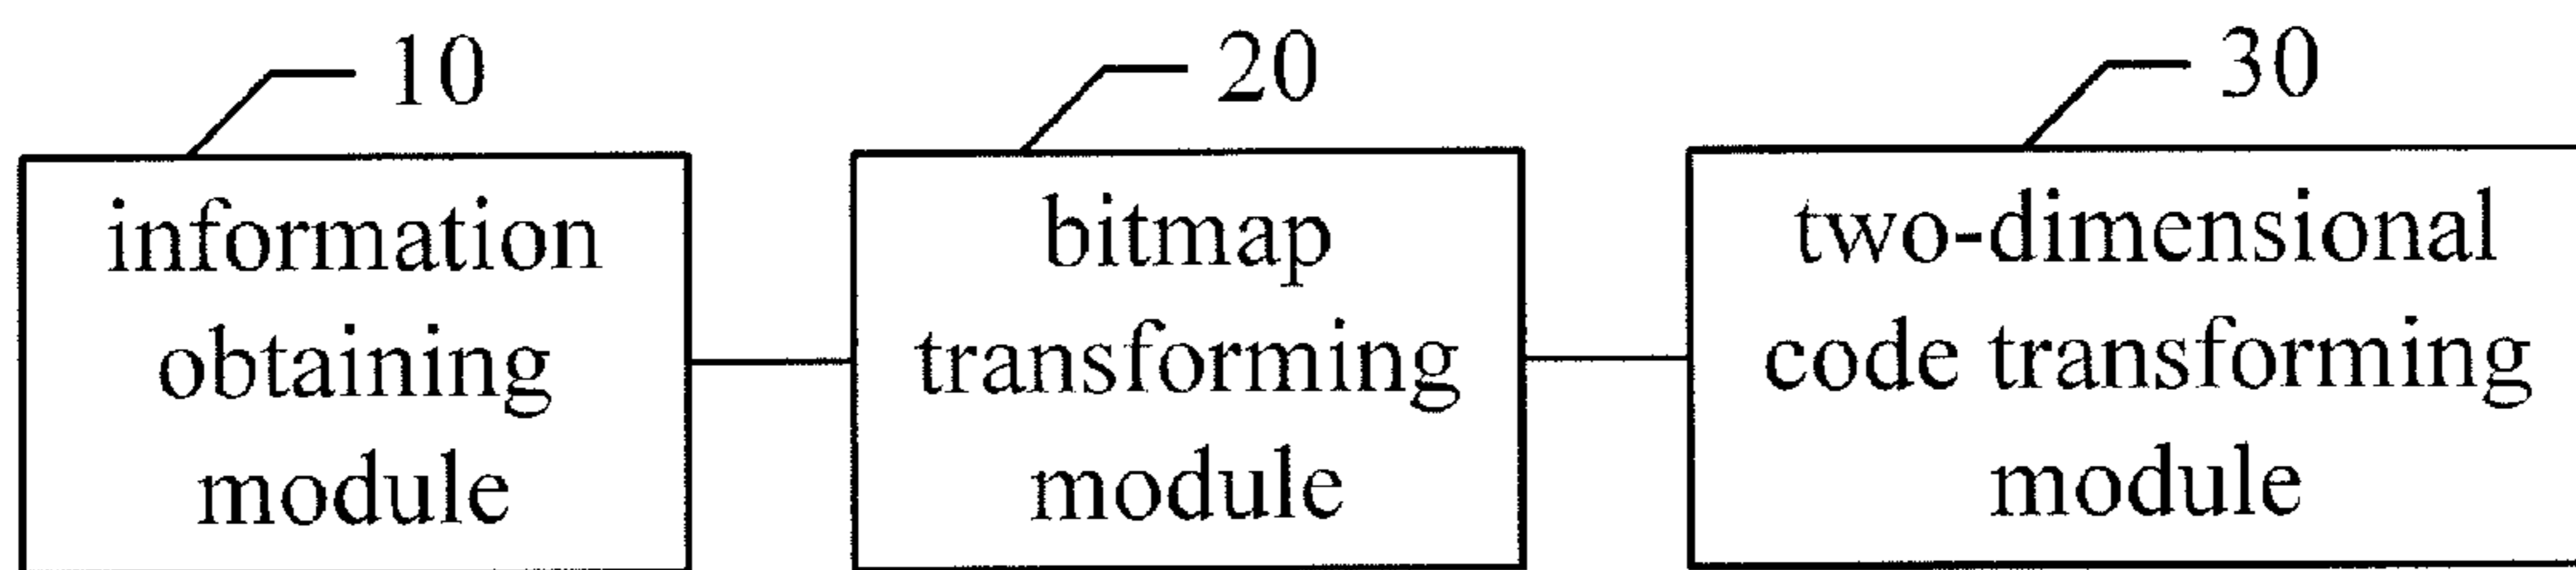 10
20
30
information
obtaining
module
bitmap
transforming
module
two-dimensional
code transforming
module